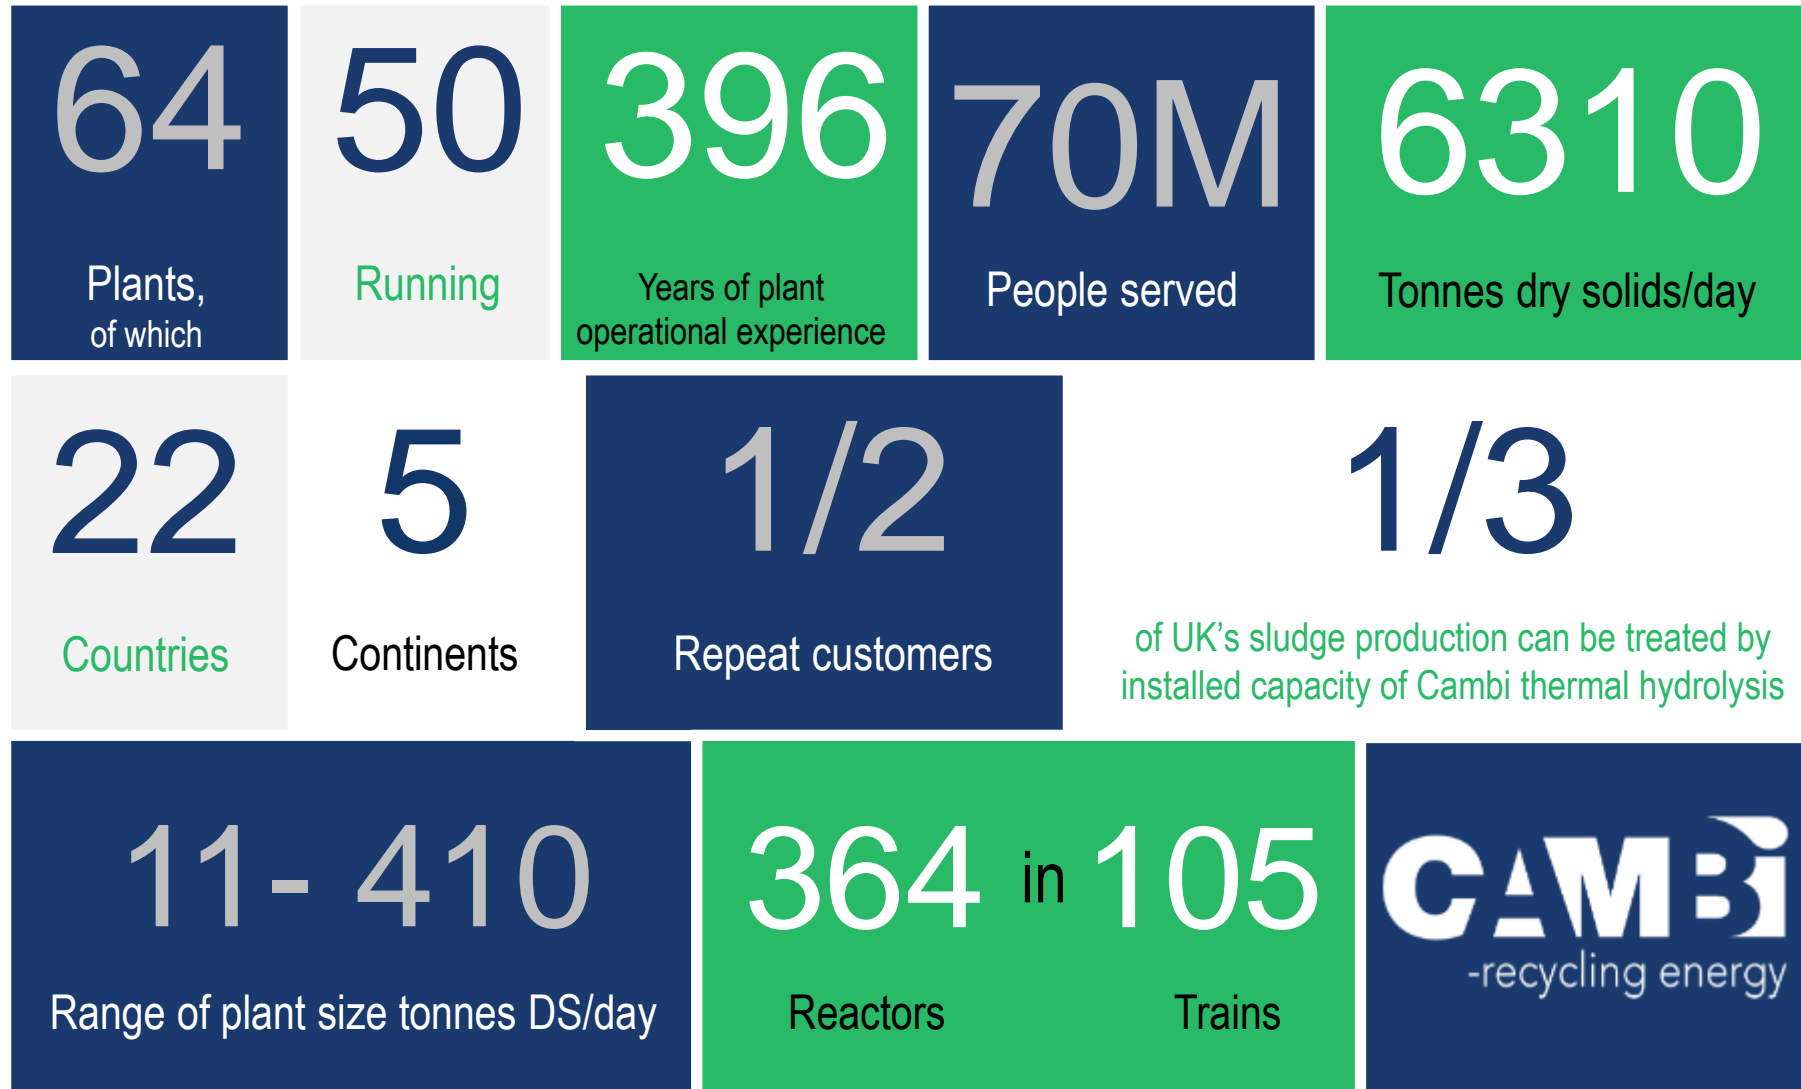 64
Plants,
of which
50
Running
396
Years of plant
operational experience
70M
People served
6310
Tonnes dry solids/day
22
Countries
5
Continents
1/2
Repeat customers
1/3
of UK’s sludge production can be treated by
installed capacity of Cambi thermal hydrolysis
11- 410
Range of plant size tonnes DS/day
364 in 105
Reactors Trains
CAMBi
-recycling energy